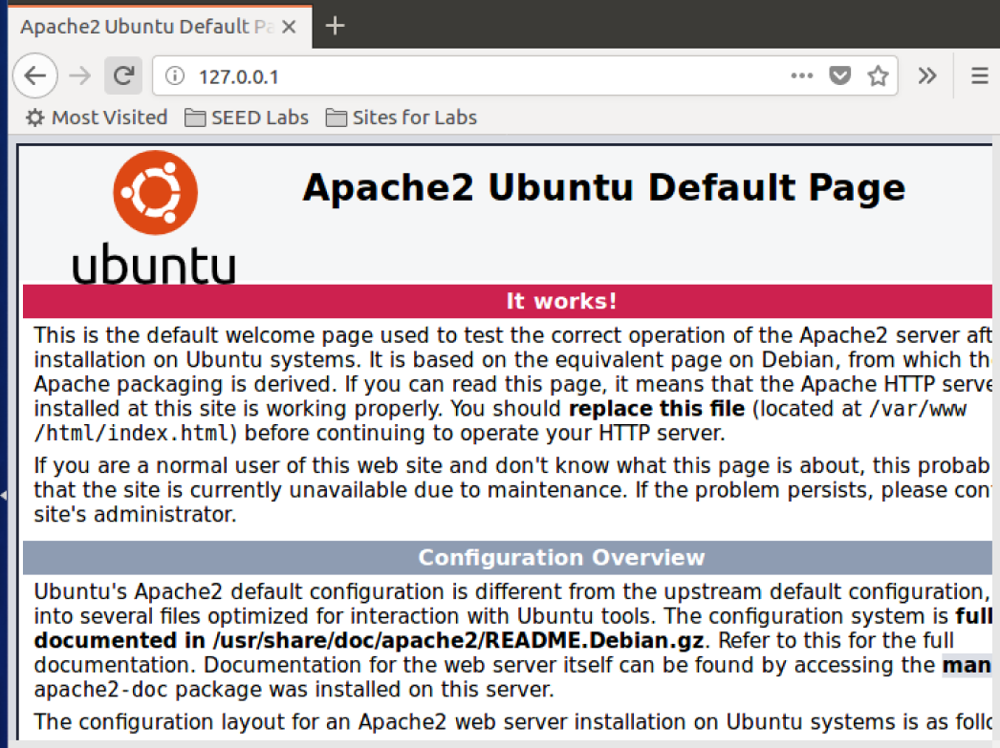 Apache2 Ubuntu Default Pa
127.0.0.1
Most Visited SEED Labs Sites for Labs
ubuntu
Apache2 Ubuntu Default Page
It works!
This is the default welcome page used to test the correct operation of the Apache2 server aft
installation on Ubuntu systems. It is based on the equivalent page on Debian, from which th
Apache packaging is derived. If you can read this page, it means that the Apache HTTP serve
installed at this site is working properly. You should replace this file (located at /var/www
/html/index.html) before continuing to operate your HTTP server.
If you are a normal user of this web site and don't know what this page is about, this probab
that the site is currently unavailable due to maintenance. If the problem persists, please con
site's administrator.
Configuration Overview
Ubuntu's Apache2 default configuration is different from the upstream default configuration,
into several files optimized for interaction with Ubuntu tools. The configuration system is full
documented in /usr/share/doc/apache2/README.Debian.gz. Refer to this for the full
documentation. Documentation for the web server itself can be found by accessing the man
apache2-doc package was installed on this server.
The configuration layout for an Apache2 web server installation on Ubuntu systems is as follo